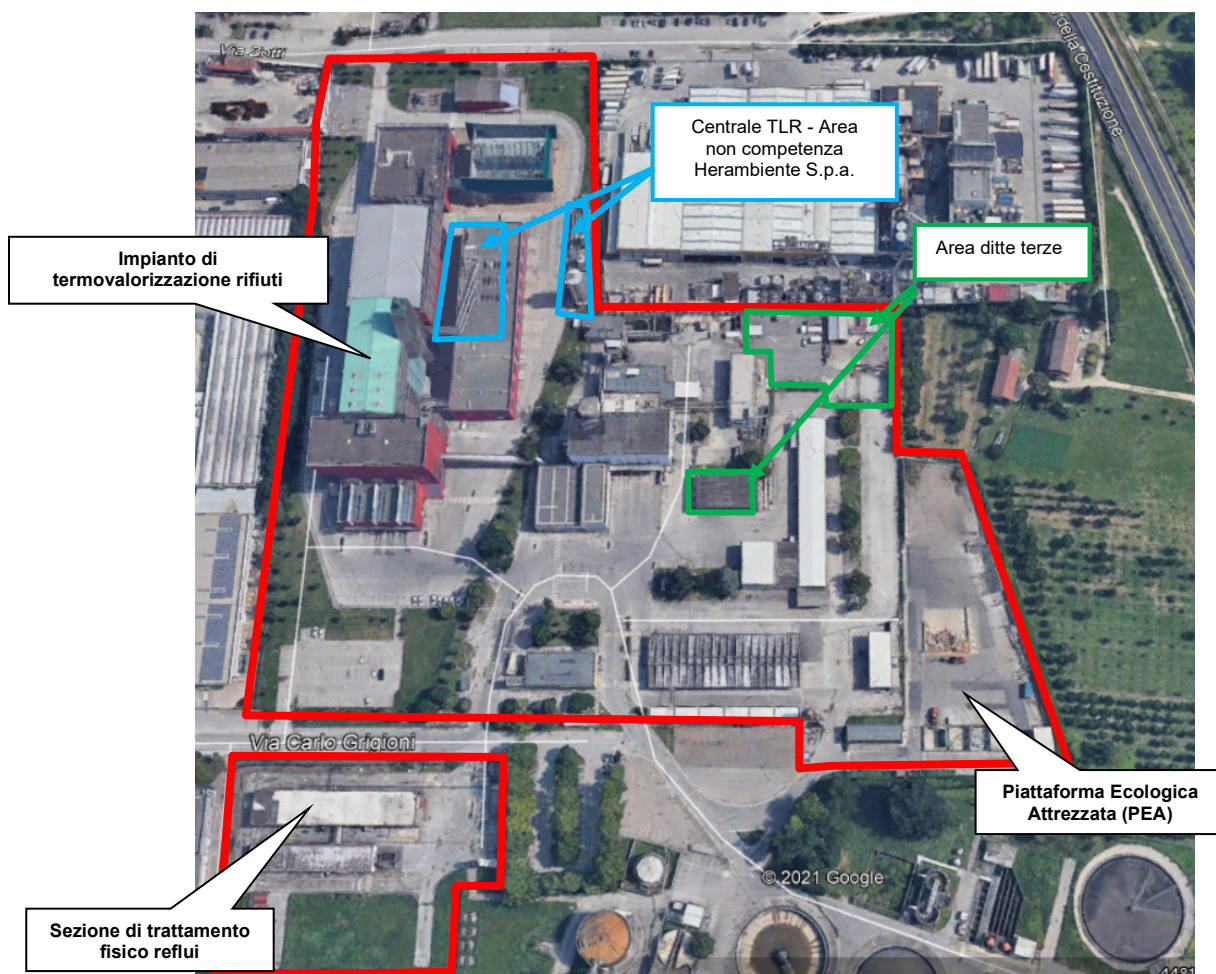 Via Zotti
della Costituzione
Centrale TLR - Area
non competenza
Herambiente S.p.a.
Area ditte terze
Impianto di
termovalorizzazione rifiuti
Via Carlo Grigioni
Piattaforma Ecologica
Attrezzata (PEA)
© 2021 Google
Sezione di trattamento
fisico reflui